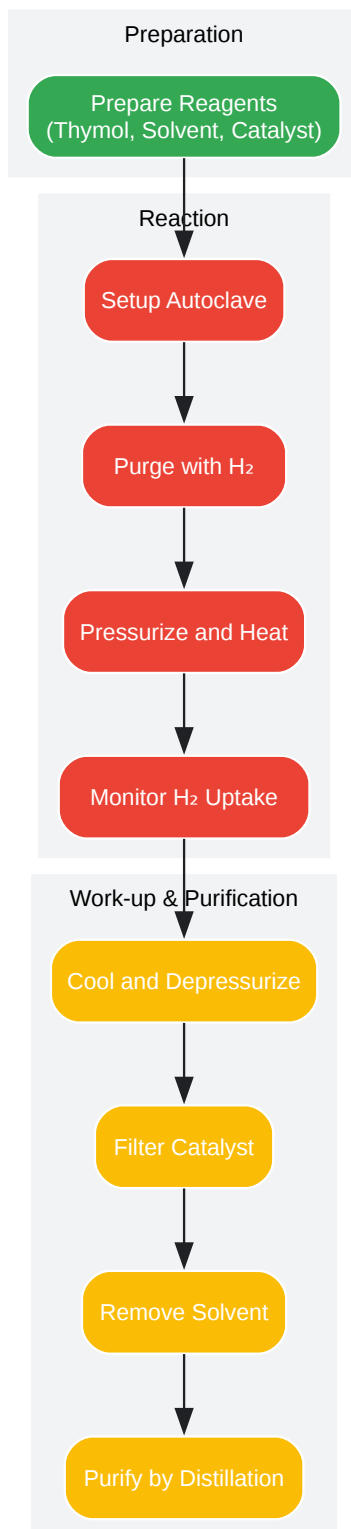 Preparation
Prepare Reagents
(Thymol, Solvent, Catalyst)
Reaction
Setup Autoclave
Purge with H₂
Pressurize and Heat
Monitor H₂ Uptake
Work-up & Purification
Cool and Depressurize
Filter Catalyst
Remove Solvent
Purify by Distillation